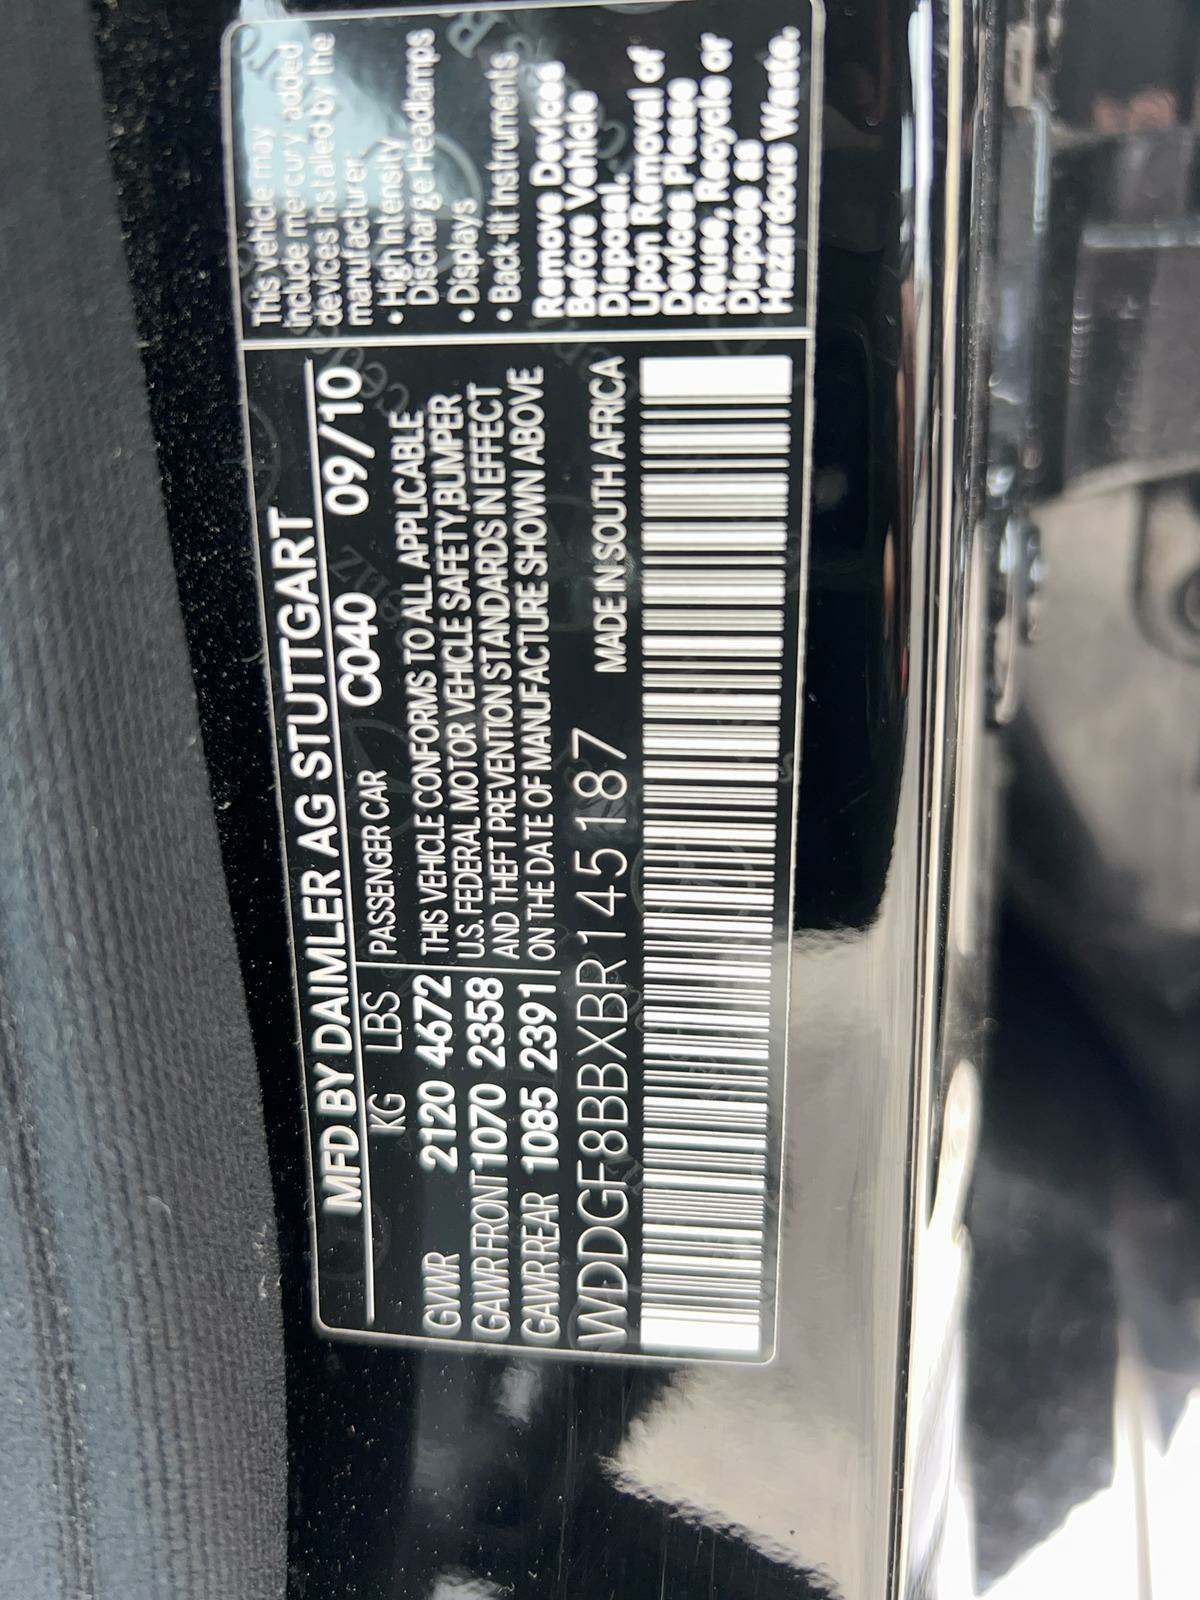 MFD BY DAIMLER AG STUTTGART
KG LBS PASSENGER CAR C040 09/10
GVWR 2120 4672 THIS VEHICLE CONFORMS TO ALL APPLICABLE
GAWR FRONT 1070 2358 U.S. FEDERAL MOTOR VEHICLE SAFETY,BUMPER
GAWR REAR 1085 2391 AND THEFT PREVENTION STANDARDS IN EFFECT
ON THE DATE OF MANUFACTURE SHOWN ABOVE
WDDGF8BBXBR145187 MADE IN SOUTH AFRICA
This vehicle may
include mercury added
devices installed by the
manufacturer
• High Intensity
Discharge Headlamps
• Displays
• Back-lit Instruments
Remove Devices
Before Vehicle
Disposal.
Upon Removal of
Devices Please
Reuse, Recycle or
Dispose as
Hazardous Waste.